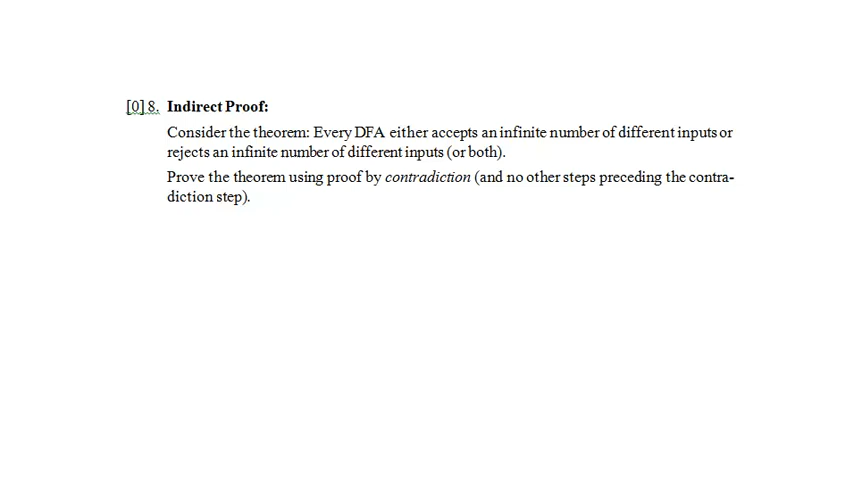 [0] 8. Indirect Proof:
Consider the theorem: Every DFA either accepts an infinite number of different inputs or
rejects an infinite number of different inputs (or both).
Prove the theorem using proof by contradiction (and no other steps preceding the contra-
diction step).